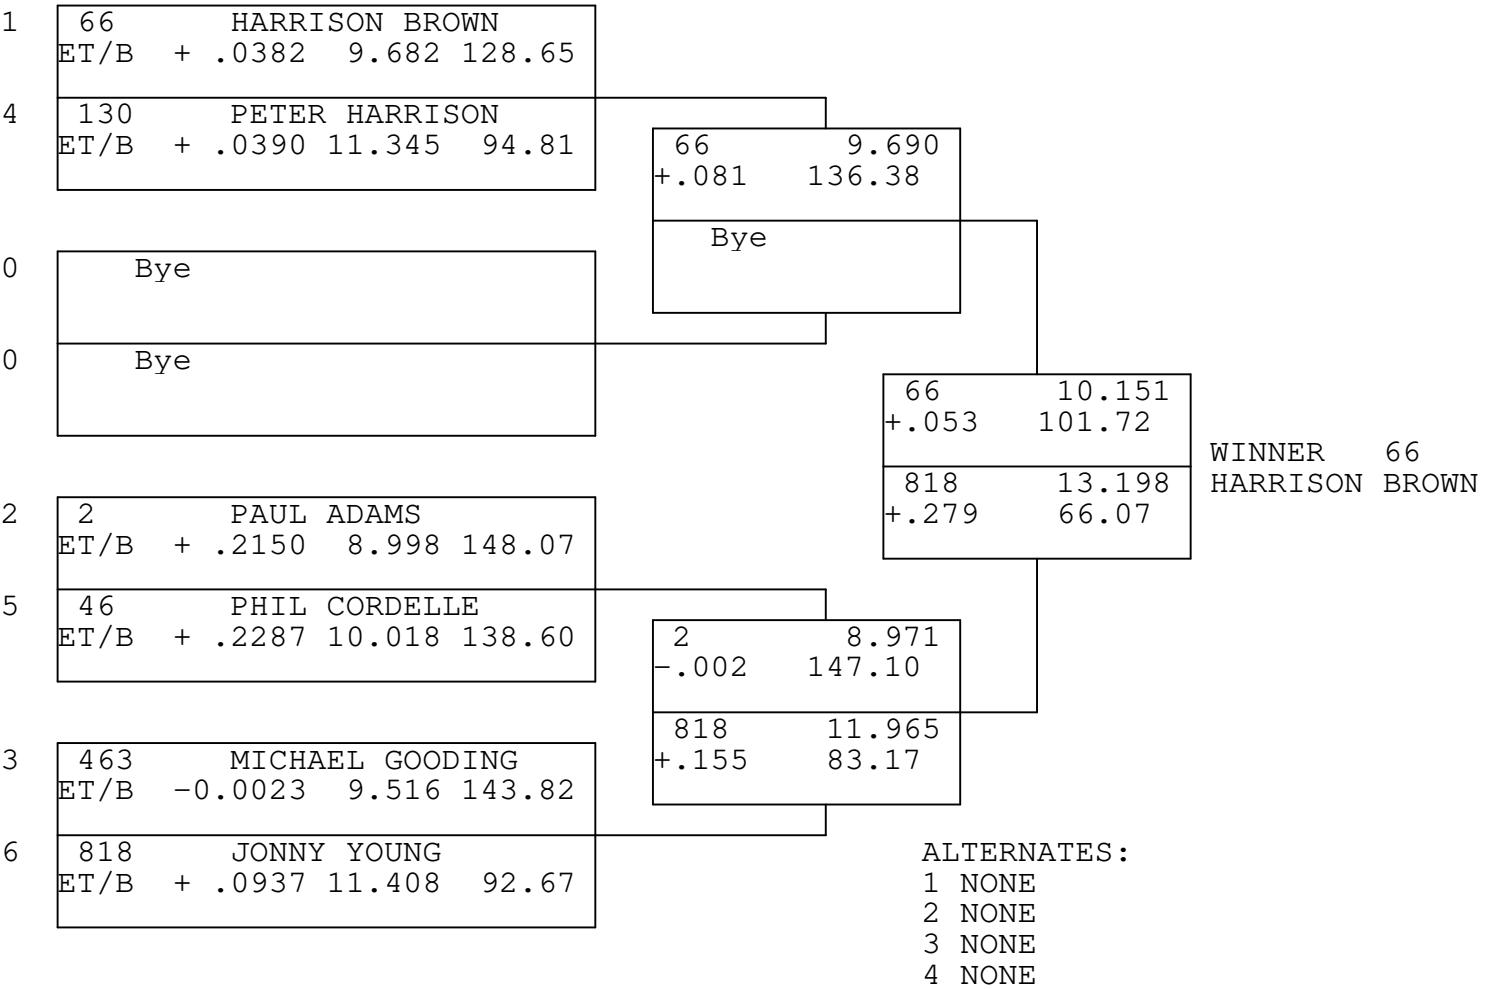 1 66 HARRISON BROWN
ET/B + .0382 9.682 128.65
4 130 PETER HARRISON
ET/B + .0390 11.345 94.81
66 9.690
+.081 136.38
Bye
0 Bye
0 Bye
66 10.151
+.053 101.72
818 13.198
+.279 66.07
WINNER 66
HARRISON BROWN
2 2 PAUL ADAMS
ET/B + .2150 8.998 148.07
5 46 PHIL CORDELLE
ET/B + .2287 10.018 138.60
2 8.971
-.002 147.10
818 11.965
+.155 83.17
3 463 MICHAEL GOODING
ET/B -0.0023 9.516 143.82
6 818 JONNY YOUNG
ET/B + .0937 11.408 92.67
ALTERNATES:
1 NONE
2 NONE
3 NONE
4 NONE